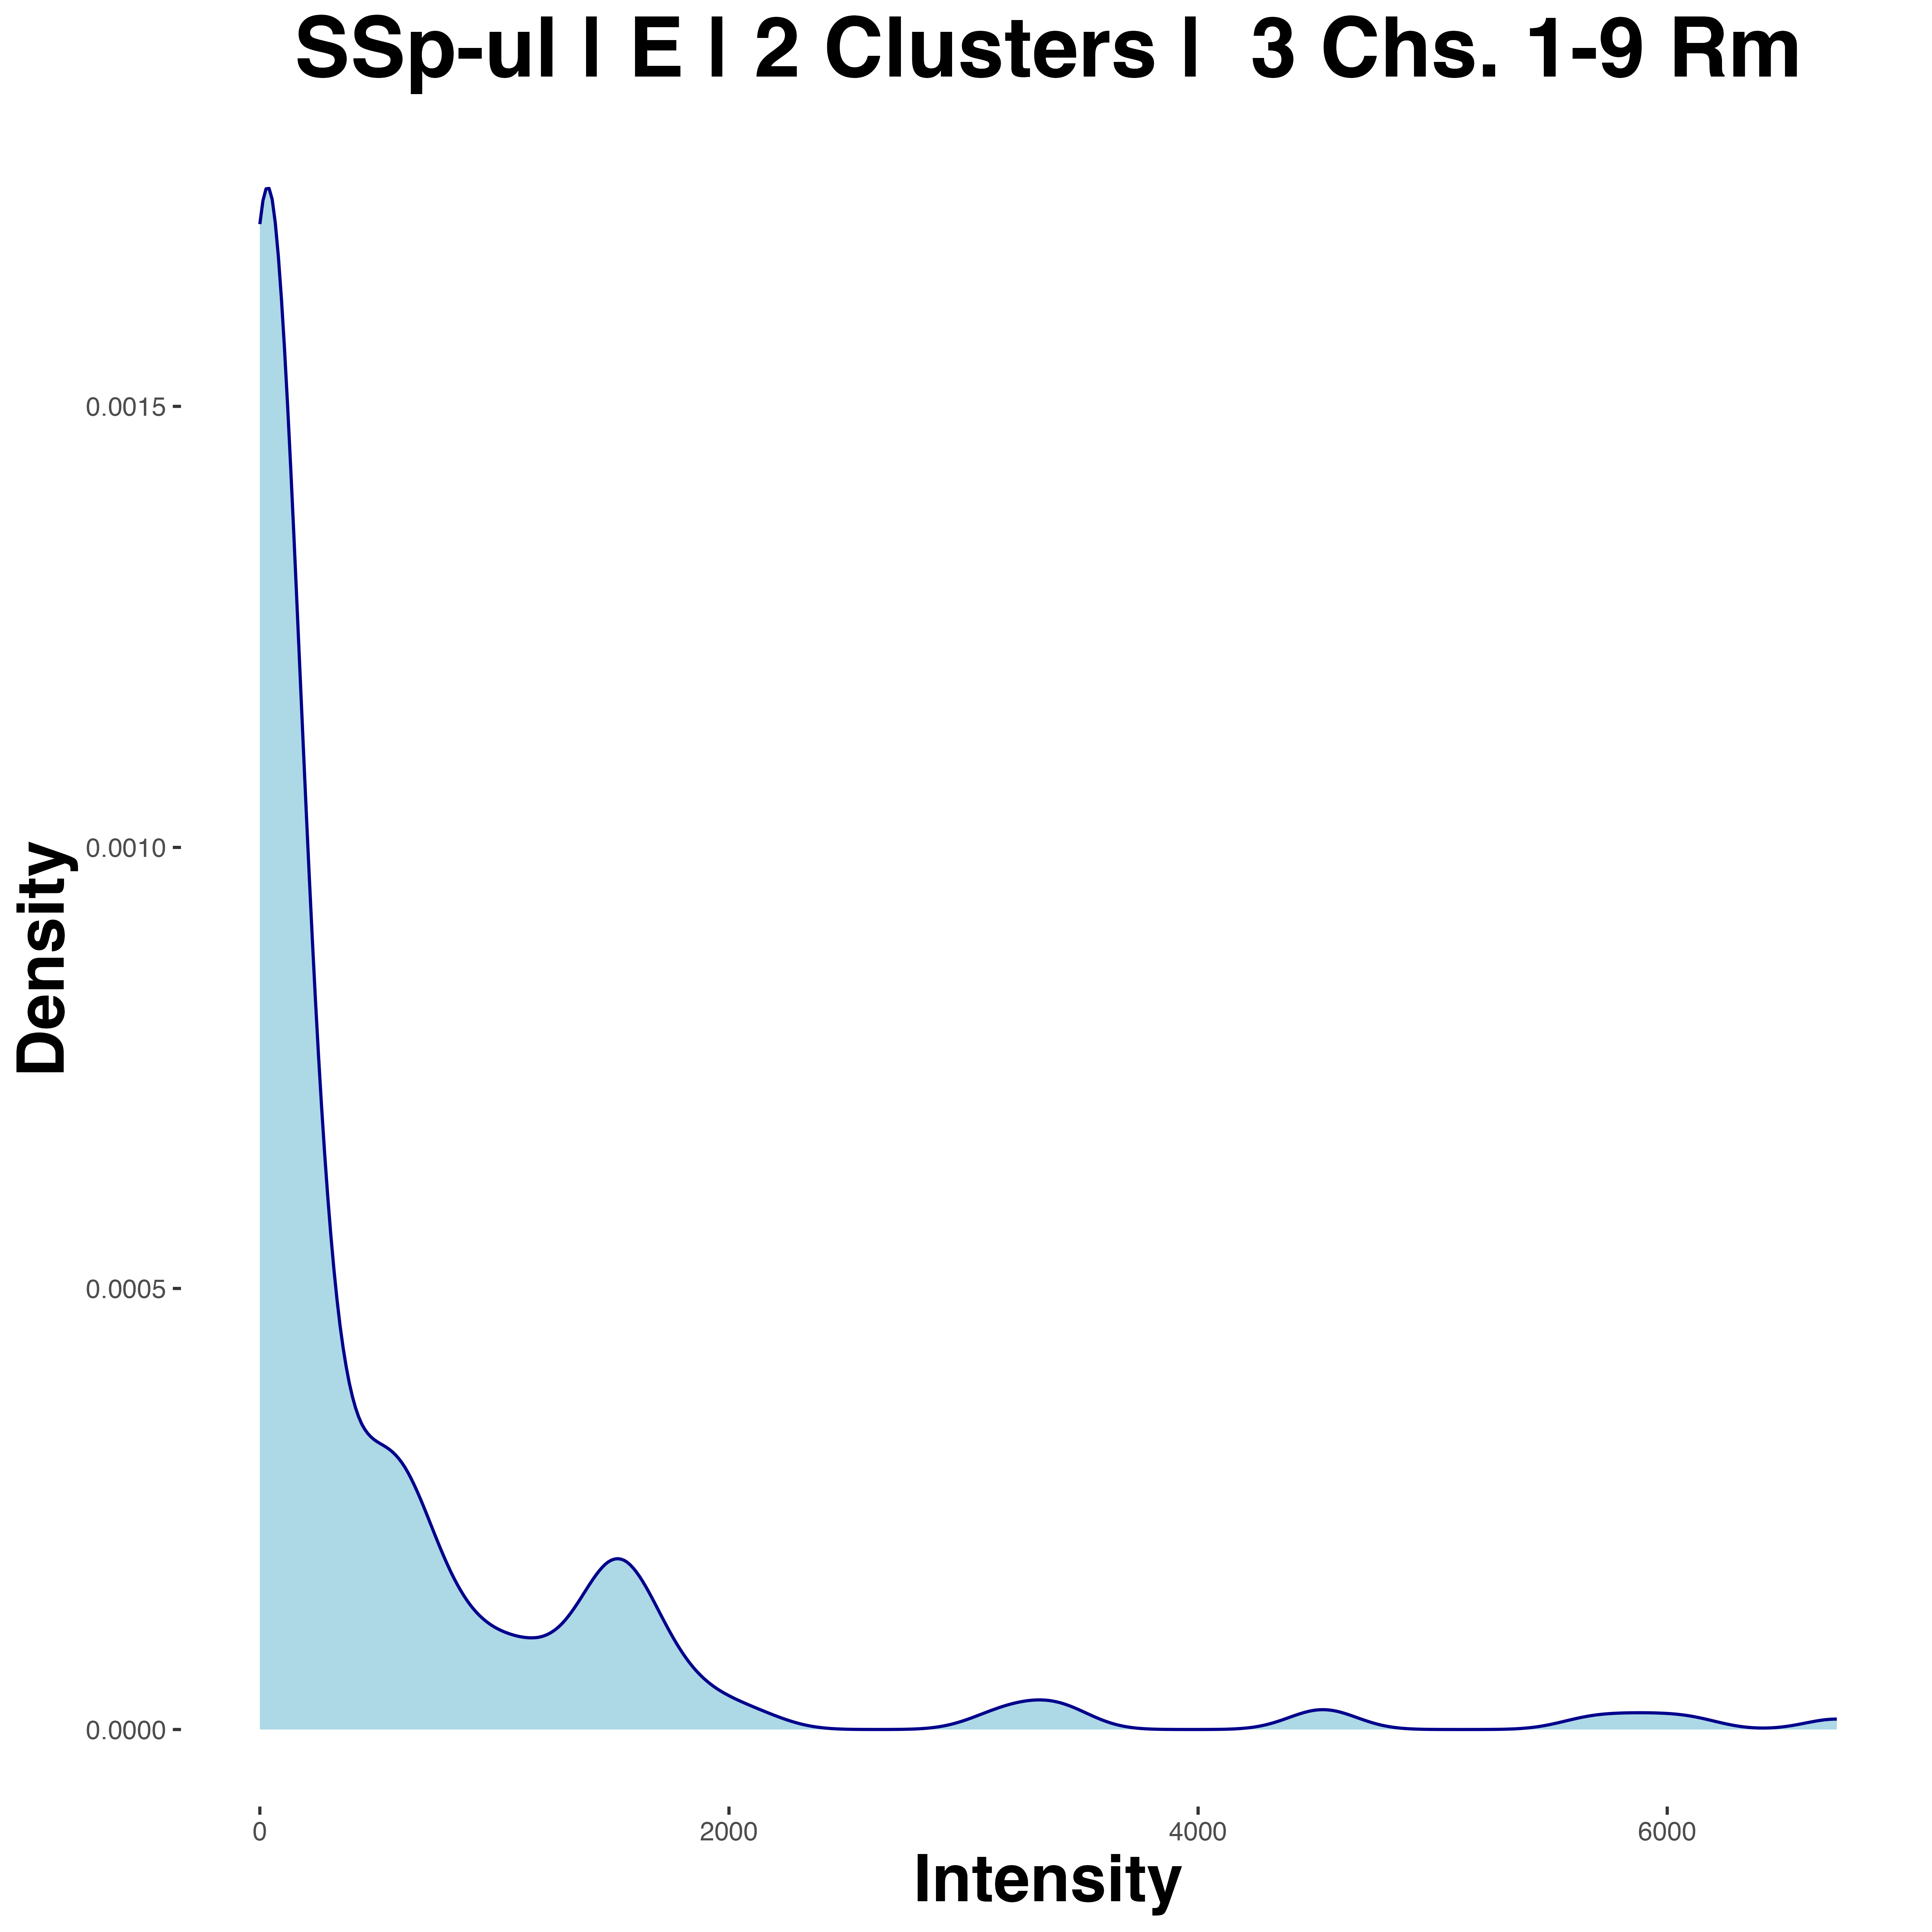 SSp-ul | E | 2 Clusters |  3 Chs. 1-9 Rm
Density
0.0015
0.0010
0.0005
0.0000
0 2000 4000 6000
Intensity